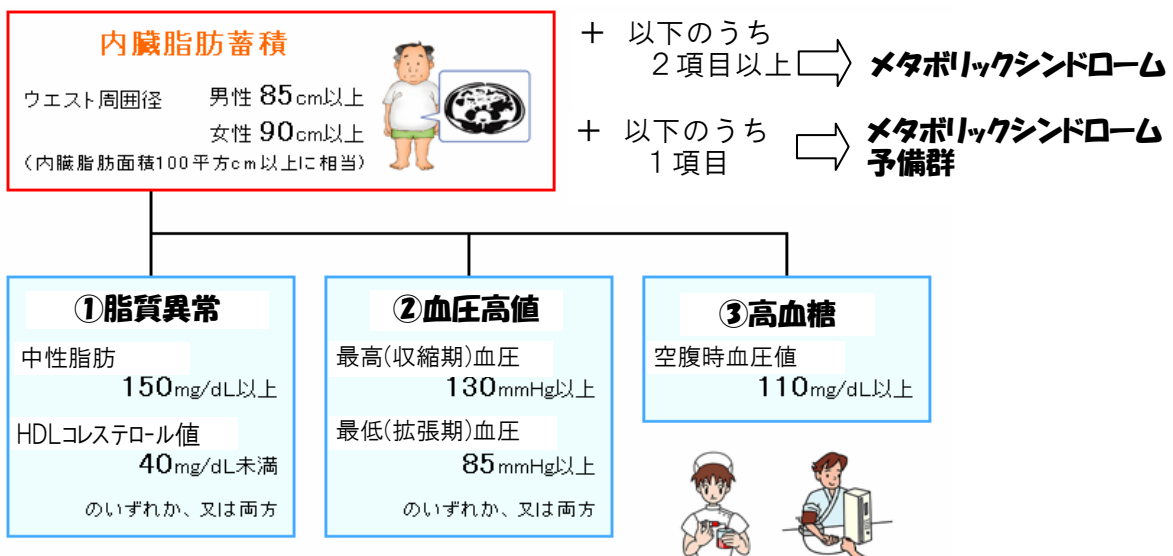 内臓脂肪蓄積
ウエスト周囲径 男性 85cm以上
女性 90cm以上
(内臓脂肪面積100平方cm以上に相当)
＋ 以下のうち
２項目以上
メタボリックシンドローム
＋ 以下のうち
１項目
メタボリックシンドローム
予備群
①脂質異常
中性脂肪
150mg/dL以上
HDLコレステロール値
40mg/dL未満
のいずれか、又は両方
②血圧高値
最高(収縮期)血圧
130mmHg以上
最低(拡張期)血圧
85mmHg以上
のいずれか、又は両方
③高血糖
空腹時血圧値
110mg/dL以上